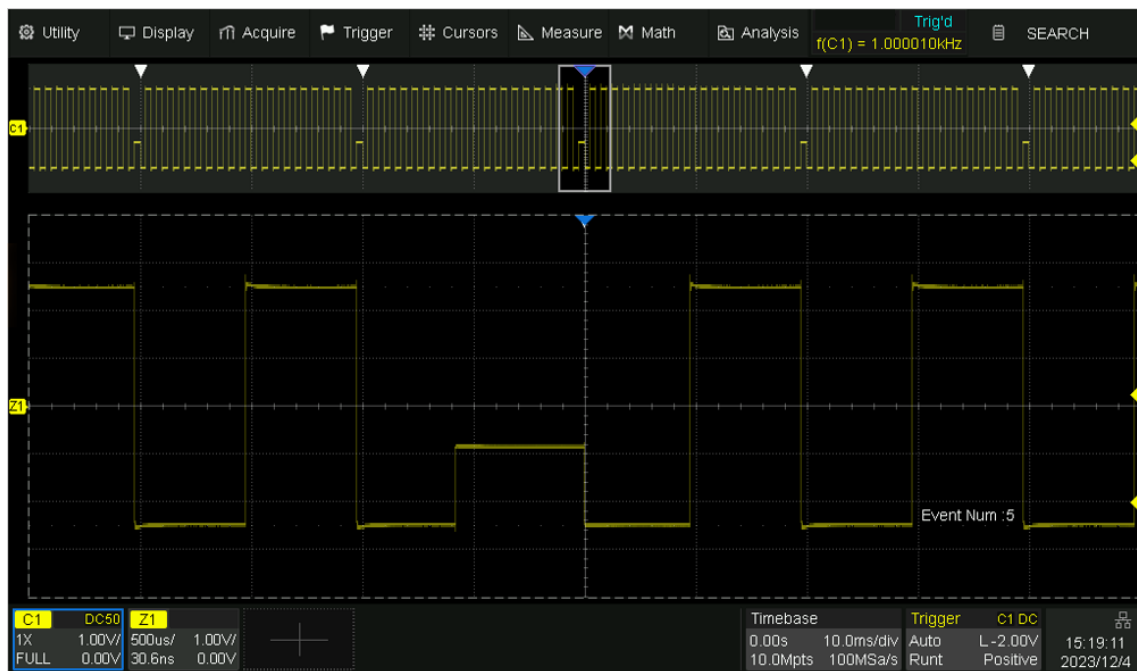 Utility Display Acquire Trigger Cursors Measure Math Analysis Trig'd SEARCH
f(C1) = 1.000010kHz
C1
Z1
Event Num :5
C1 DC50 Z1 Timebase Trigger C1 DC
1X 1.00V/ 500us/ 1.00V/ 0.00s 10.0ms/div Auto L -2.00V 15:19:11
FULL 0.00V 30.6ns 0.00V 10.0Mpts 100MSa/s Runt Positive 2023/12/4